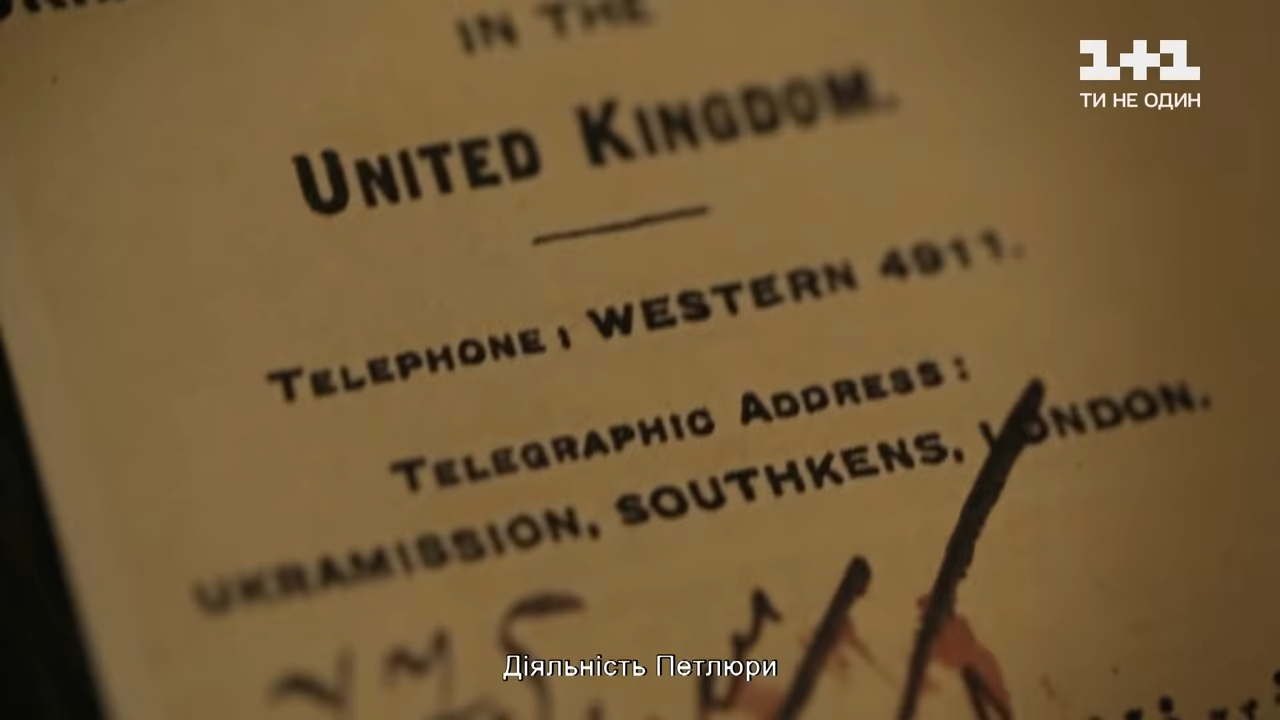 IN THE
UNITED KINGDOM.
1+1
ТИ НЕ ОДИН
TELEPHONE: WESTERN 4911.
TELEGRAPHIC ADDRESS:
UKRAMISSION, SOUTHKENS, LONDON.
Діяльність Петлюри